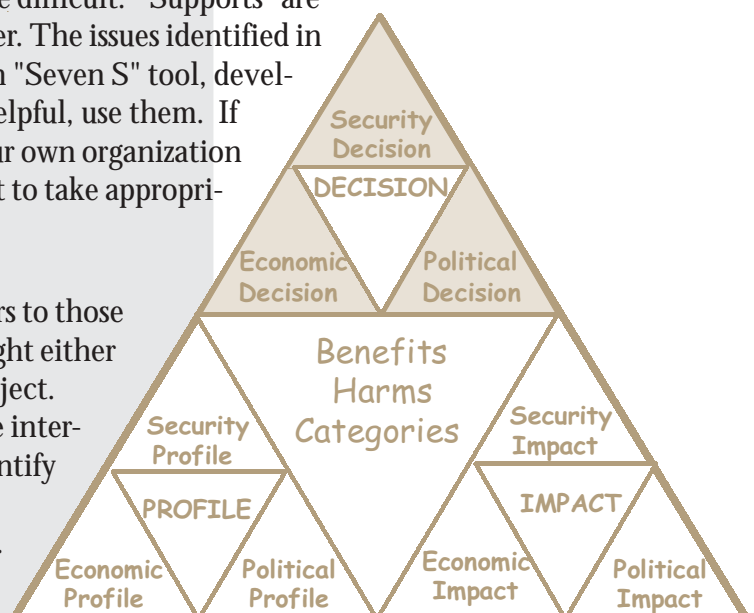 e difficult. "Supports" are
er. The issues identified in
n "Seven S" tool, devel-
elpful, use them. If
ur own organization
t to take appropri-
rs to those
ght either
ject.
e inter-
ntify
.
Security
Decision
DECISION
Economic
Decision
Political
Decision
Benefits
Harms
Categories
Security
Profile
PROFILE
Economic
Profile
Political
Profile
Security
Impact
IMPACT
Economic
Impact
Political
Impact